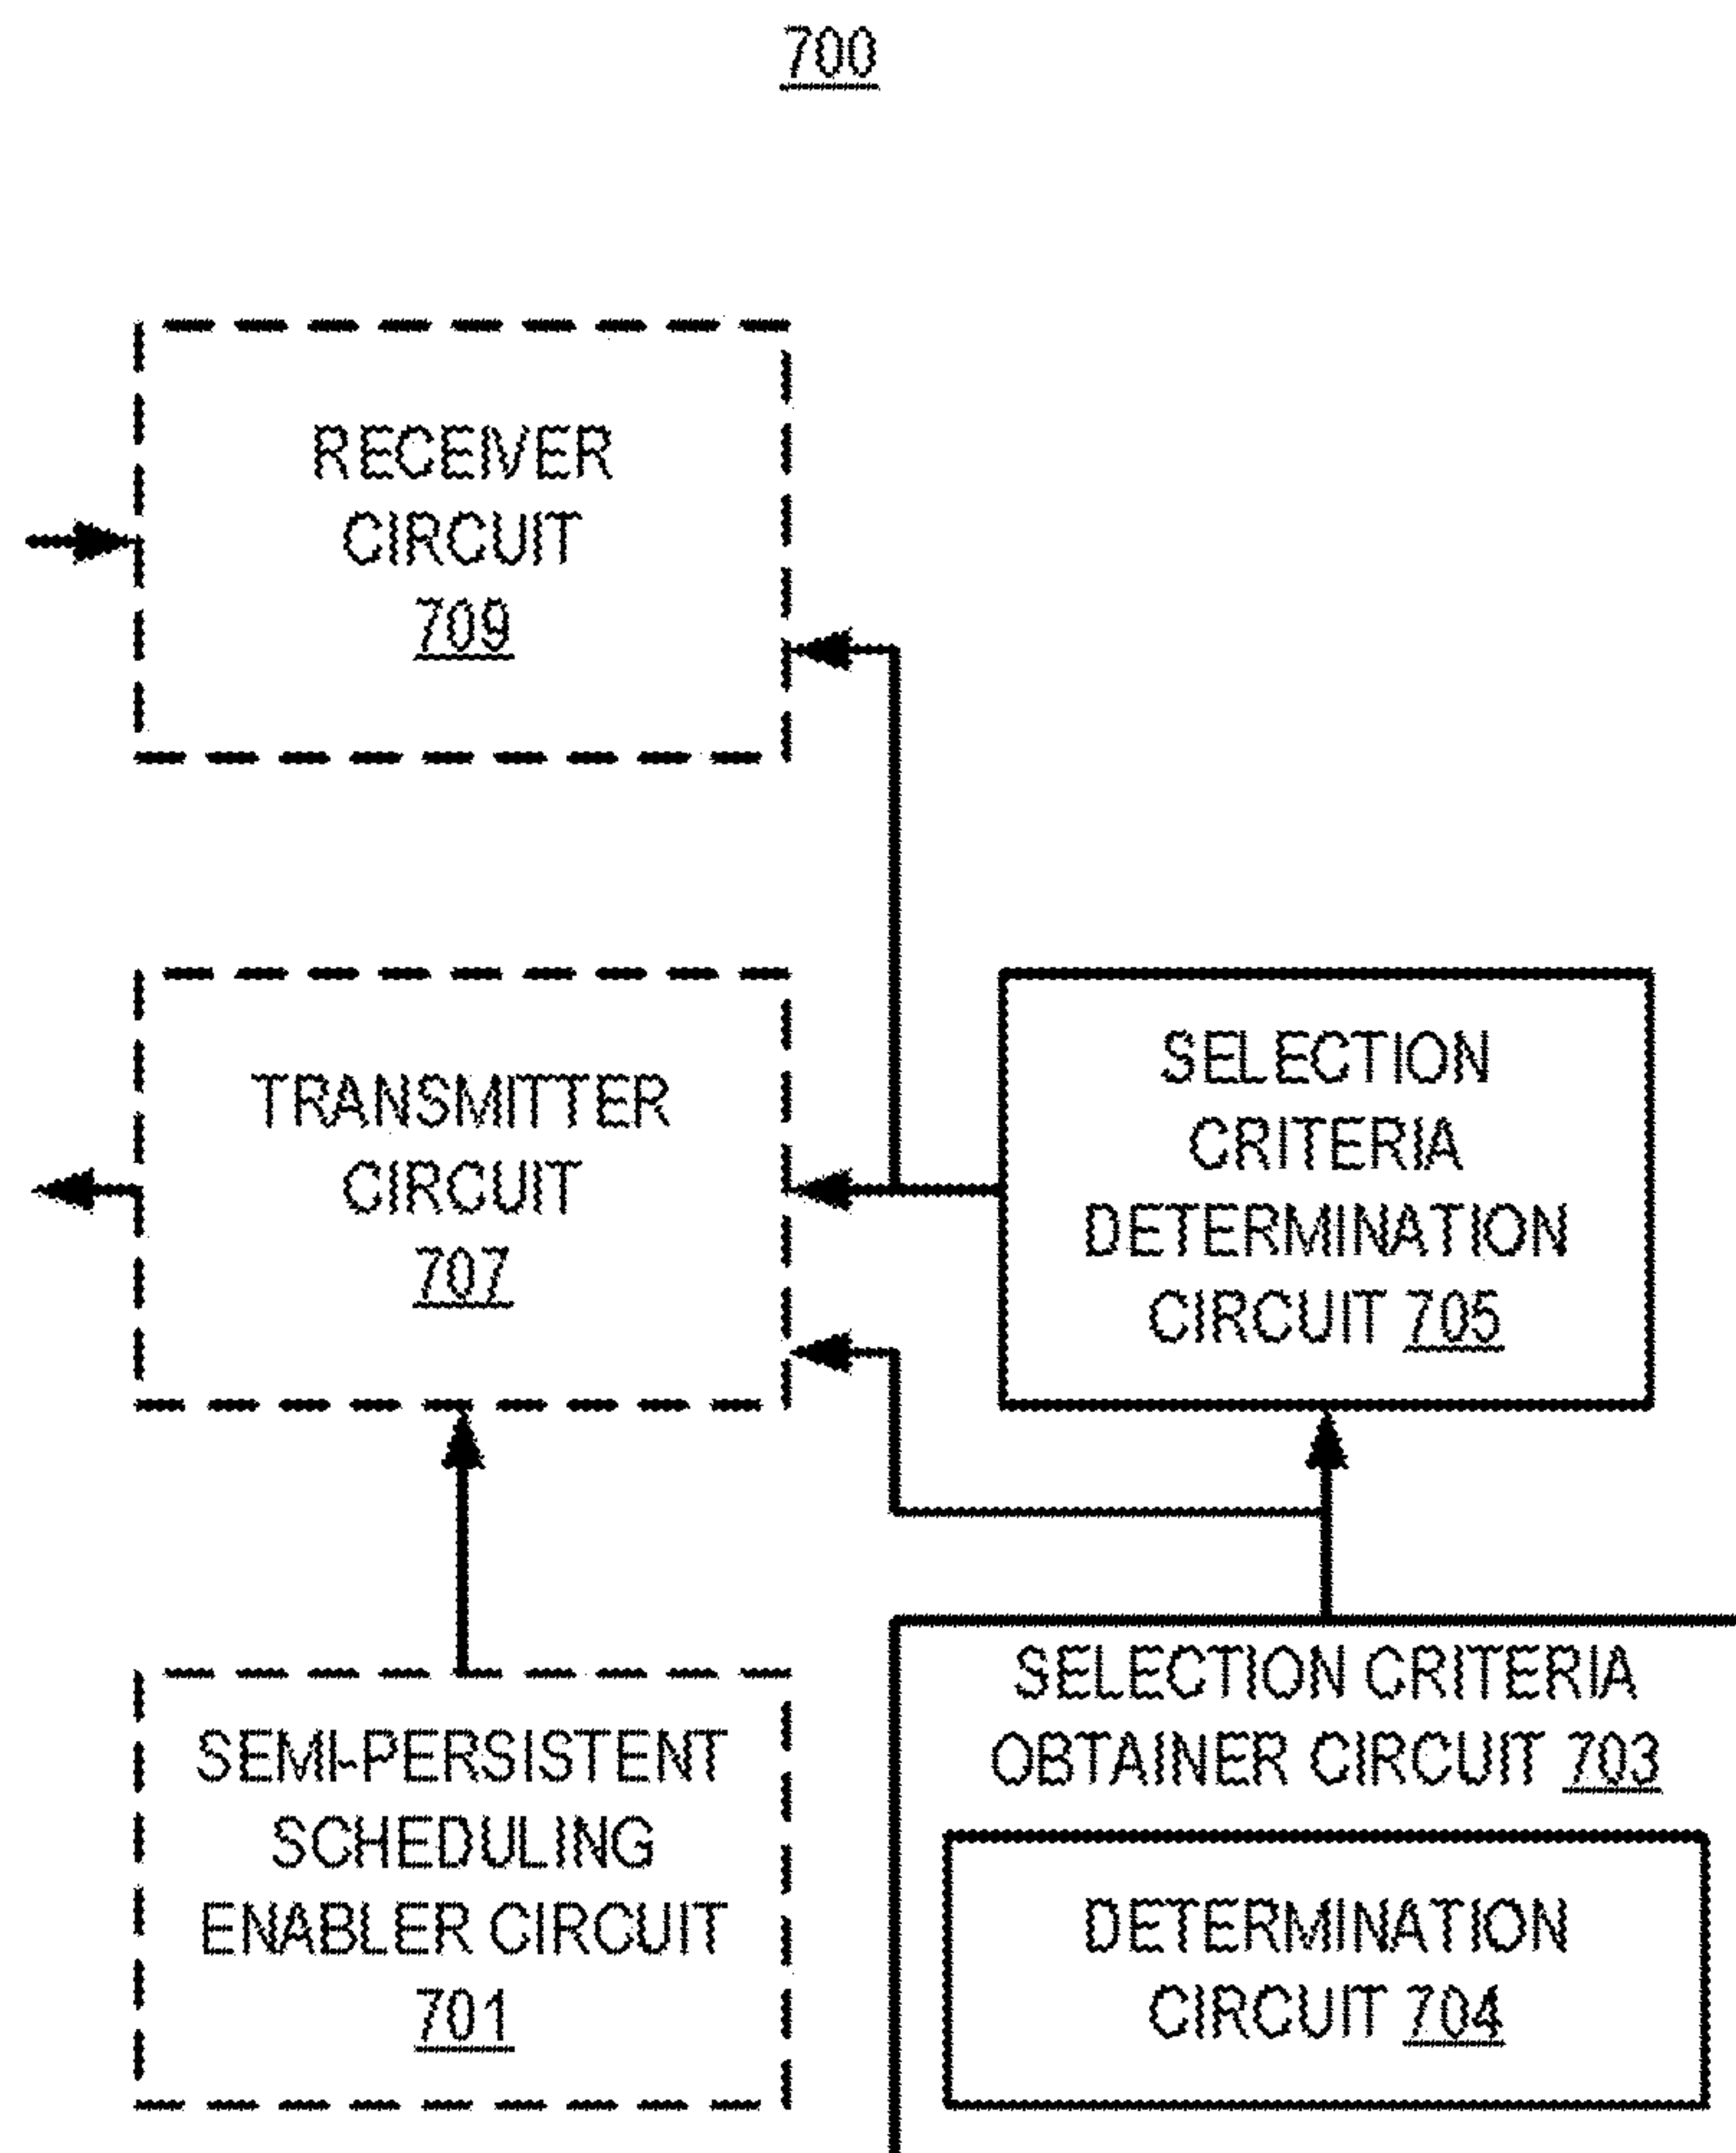 700
RECEIVER
CIRCUIT
709
TRANSMITTER
CIRCUIT
707
SELECTION
CRITERIA
DETERMINATION
CIRCUIT 705
SEMI-PERSISTENT
SCHEDULING
ENABLER CIRCUIT
701
SELECTION CRITERIA
OBTAINER CIRCUIT 703
DETERMINATION
CIRCUIT 704